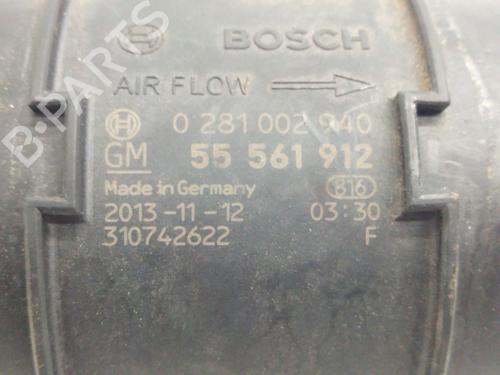 BOSCH
AIR FLOW
0 281 002 940
GM 55 561 912
Made in Germany 816
2013-11-12 03:30
310742622 F
B-PARTS